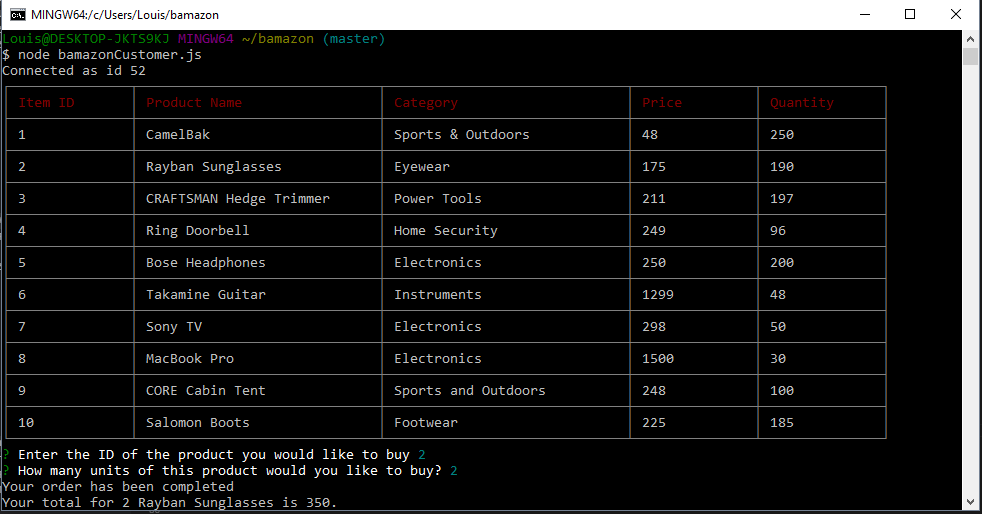 MINGW64:/c/Users/Louis/bamazon
Louis@DESKTOP-JKTS9KJ MINGW64 ~/bamazon (master)
$ node bamazonCustomer.js
Connected as id 52
Item ID Product Name Category Price Quantity
1 CamelBak Sports & Outdoors 48 250
2 Rayban Sunglasses Eyewear 175 190
3 CRAFTSMAN Hedge Trimmer Power Tools 211 197
4 Ring Doorbell Home Security 249 96
5 Bose Headphones Electronics 250 200
6 Takamine Guitar Instruments 1299 48
7 Sony TV Electronics 298 50
8 MacBook Pro Electronics 1500 30
9 CORE Cabin Tent Sports and Outdoors 248 100
10 Salomon Boots Footwear 225 185
? Enter the ID of the product you would like to buy 2
? How many units of this product would you like to buy? 2
Your order has been completed
Your total for 2 Rayban Sunglasses is 350.